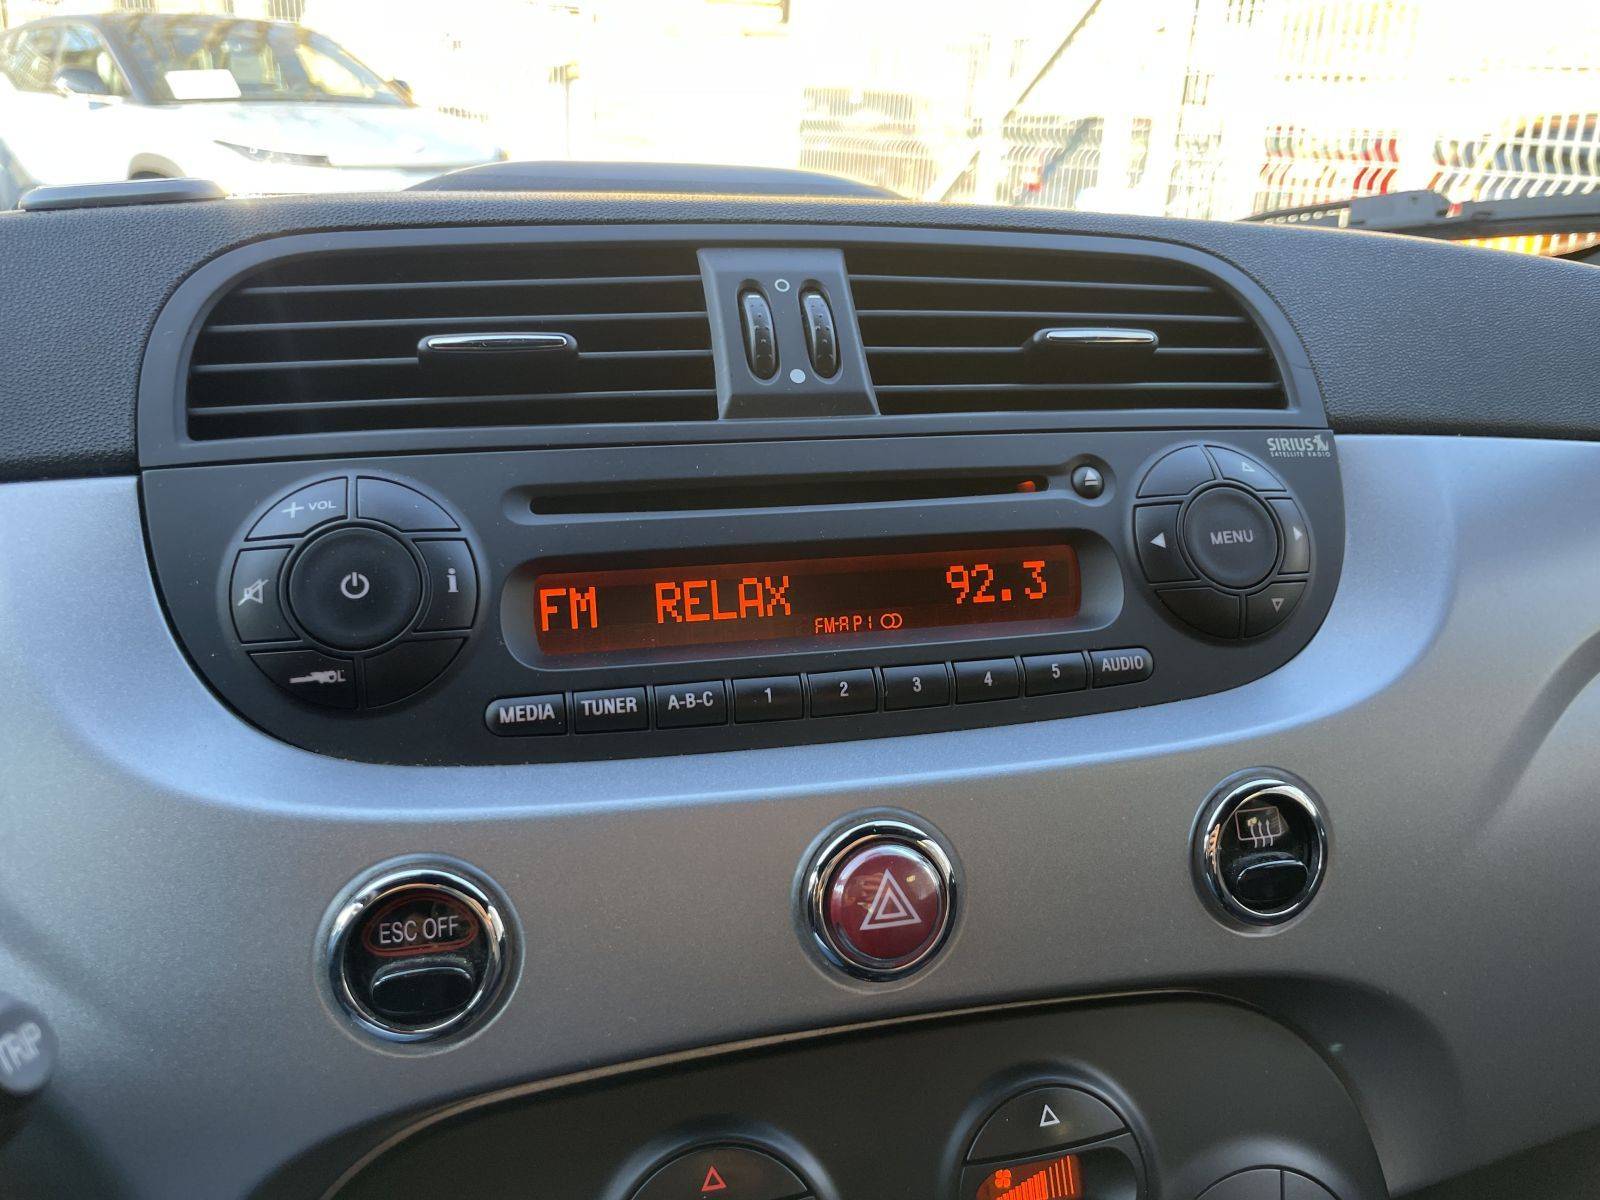 SIRIUS
SATELLITE RADIO
+ VOL
i
MENU
FM RELAX 92.3
FM-A P1
VOL
MEDIA TUNER A-B-C 1 2 3 4 5 AUDIO
ESC OFF
TRIP